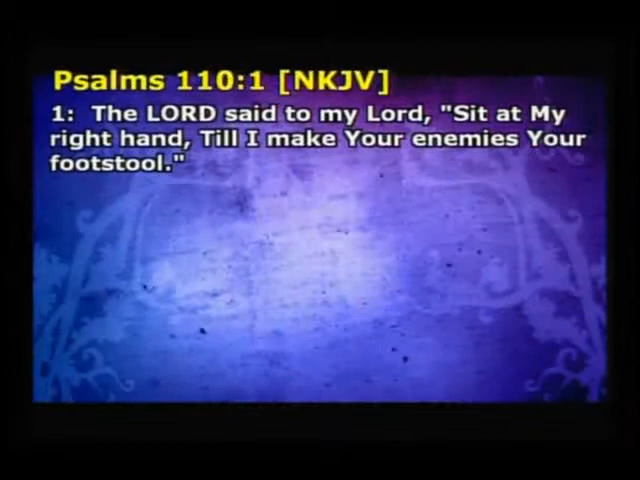 Psalms 110:1 [NKJV]
1:  The LORD said to my Lord, "Sit at My
right hand, Till I make Your enemies Your
footstool."